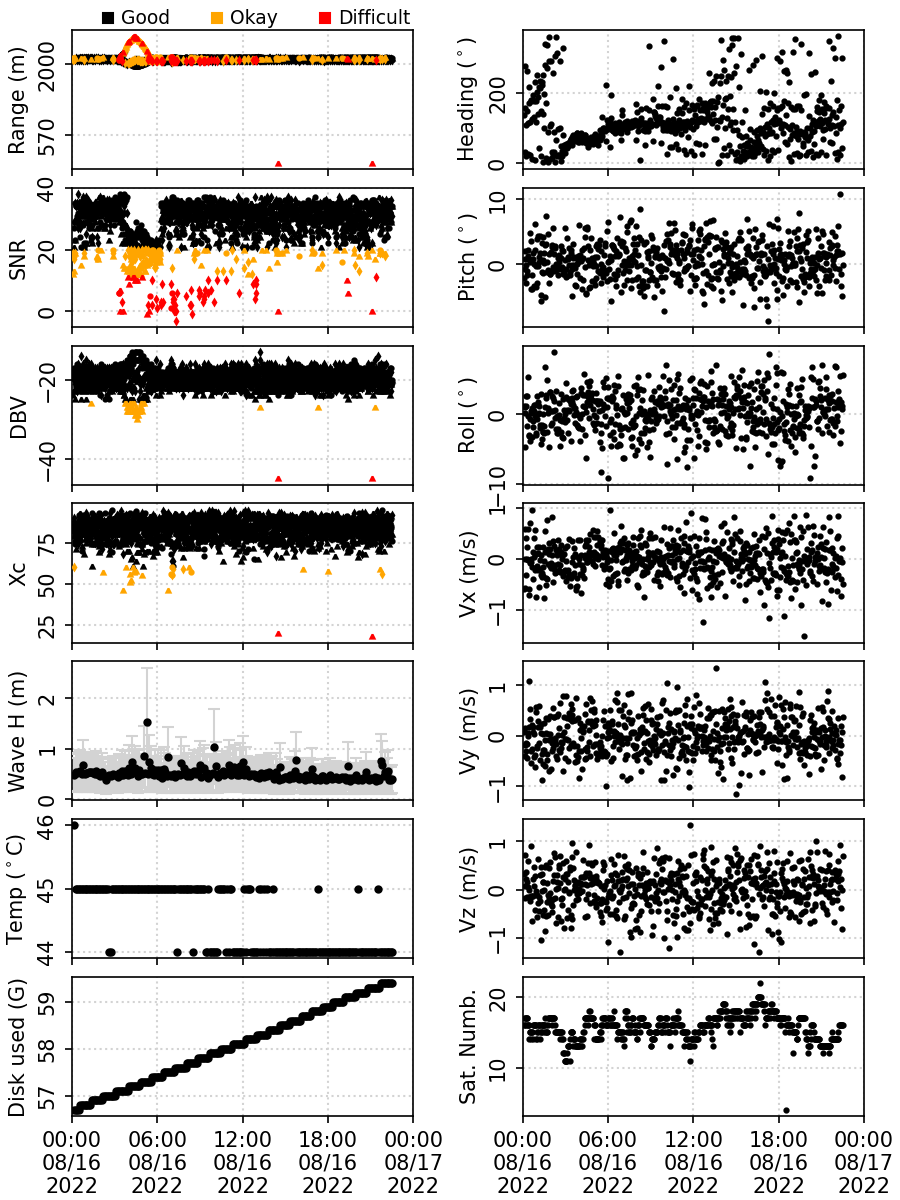 Good Okay Difficult
Range (m)
2000
570
SNR
40
20
0
DBV
−20
−40
Xc
75
50
25
Wave H (m)
2
1
0
Temp (°C)
46
45
44
Disk used (G)
59
58
57
00:00 06:00 12:00 18:00 00:00
08/16 08/16 08/16 08/16 08/17
2022 2022 2022 2022 2022
Heading (°)
200
0
Pitch (°)
10
0
Roll (°)
0
−10
Vx (m/s)
1
0
−1
Vy (m/s)
1
0
−1
Vz (m/s)
1
0
−1
Sat. Numb.
20
10
00:00 06:00 12:00 18:00 00:00
08/16 08/16 08/16 08/16 08/17
2022 2022 2022 2022 2022